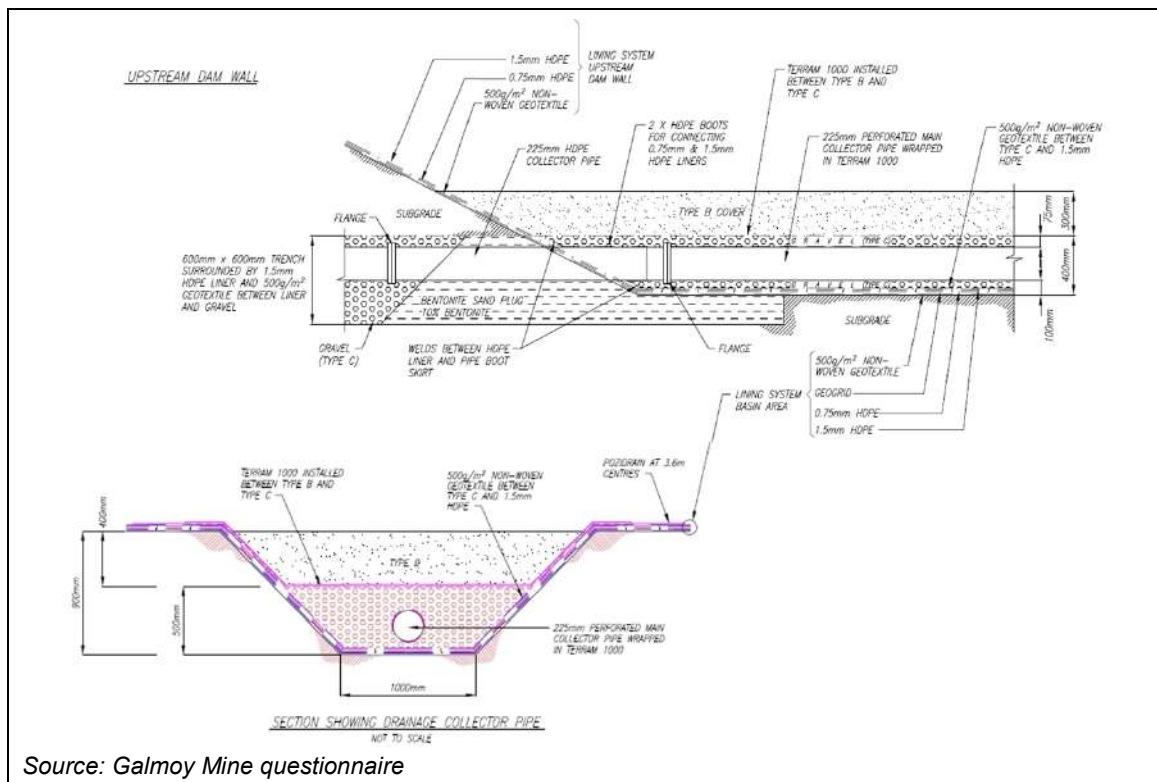 UPSTREAM DAM WALL
1.5mm HDPE
0.75mm HDPE
500g/m² NON-
WOVEN GEOTEXTILE
LINING SYSTEM
UPSTREAM
DAM WALL
225mm HDPE
COLLECTOR PIPE
2 X HDPE BOOTS
FOR CONNECTING
0.75mm & 1.5mm
HDPE LINERS
TERRAM 1000 INSTALLED
BETWEEN TYPE B AND
TYPE C
225mm PERFORATED MAIN
COLLECTOR PIPE WRAPPED
IN TERRAM 1000
500g/m² NON-WOVEN
GEOTEXTILE BETWEEN
TYPE C AND 1.5mm
HDPE
SUBGRADE
FLANGE
TYPE B COVER
GRAVEL (TYPE C)
GRAVEL (TYPE C)
300mm
75mm
400mm
100mm
600mm x 600mm TRENCH
SURROUNDED BY 1.5mm
HDPE LINER AND 500g/m²
GEOTEXTILE BETWEEN LINER
AND GRAVEL
BENTONITE SAND PLUG
-10% BENTONITE
SUBGRADE
GRAVEL
(TYPE C)
WELDS BETWEEN HDPE
LINER AND PIPE BOOT
SKIRT
FLANGE
LINING SYSTEM
BASIN AREA
500g/m² NON-
WOVEN GEOTEXTILE
GEOGRID
0.75mm HDPE
1.5mm HDPE
TERRAM 1000 INSTALLED
BETWEEN TYPE B AND
TYPE C
500g/m² NON-WOVEN
GEOTEXTILE BETWEEN
TYPE C AND 1.5mm
HDPE
POZIDRAIN AT 3.6m
CENTRES
400mm
900mm
500mm
TYPE B
225mm PERFORATED MAIN
COLLECTOR PIPE WRAPPED
IN TERRAM 1000
1000mm
SECTION SHOWING DRAINAGE COLLECTOR PIPE
NOT TO SCALE
Source: Galmoy Mine questionnaire